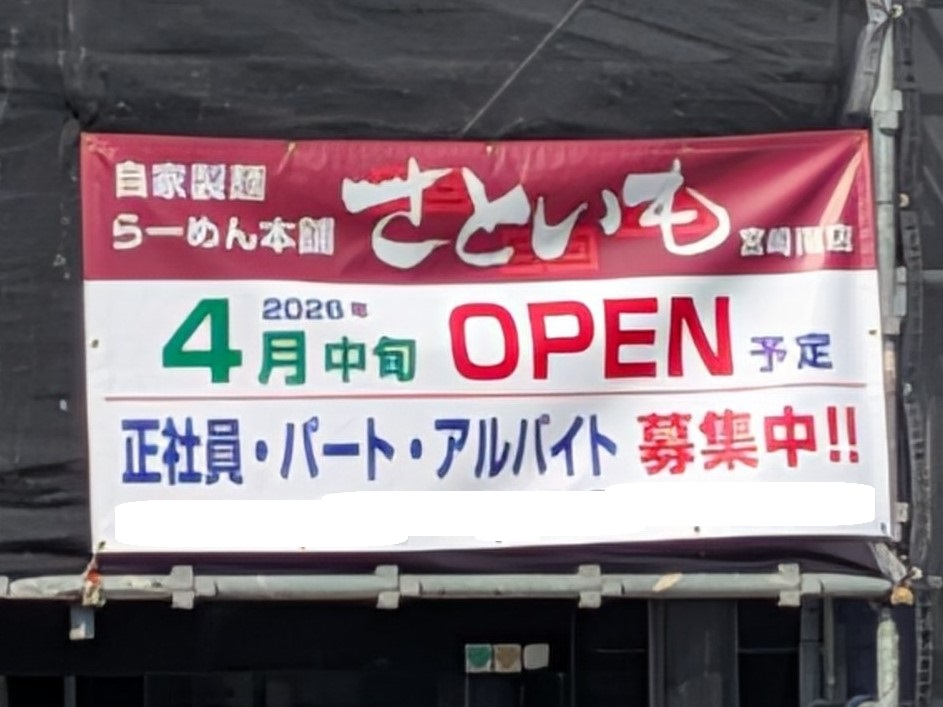 自家製麺
らーめん本舗
さといも
4月中旬 2026年 OPEN 予定
正社員・パート・アルバイト 募集中!!